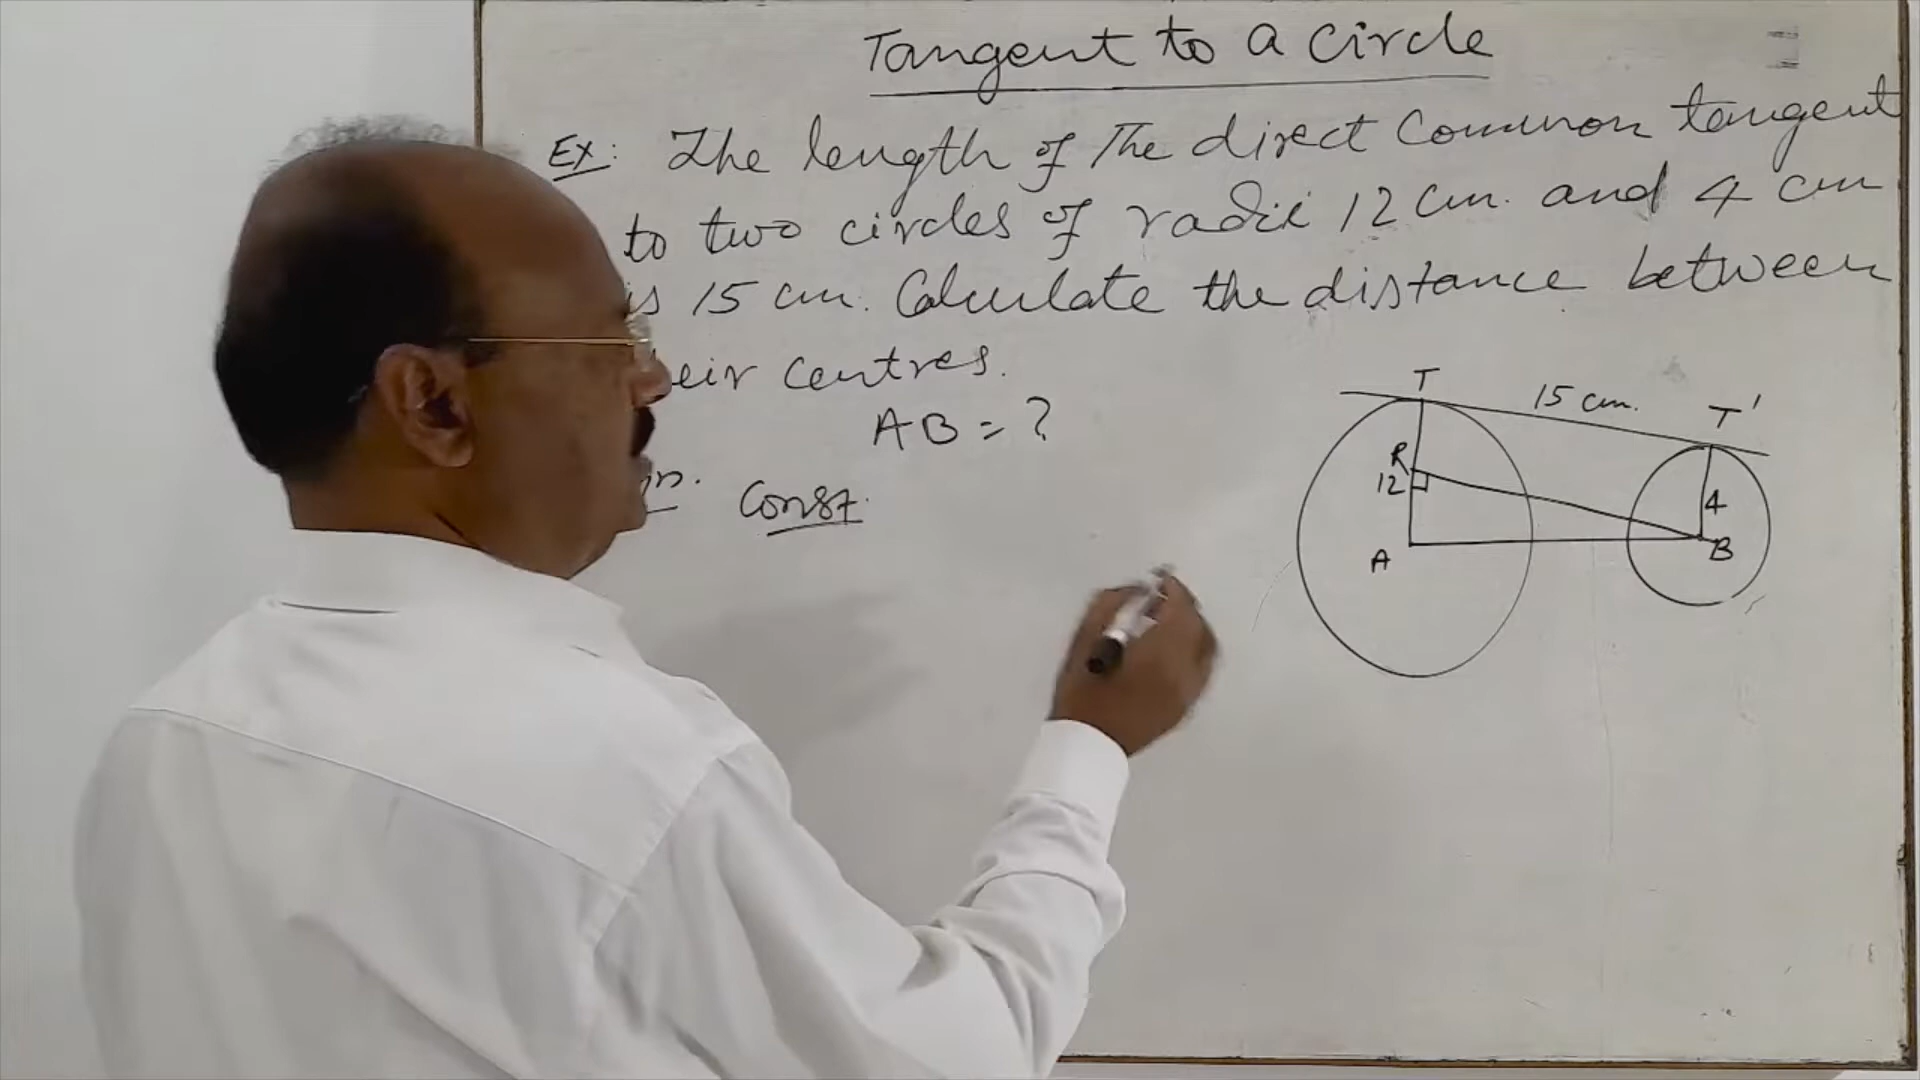 Tangent to a circle
Ex: The length of the direct common tangent
to two circles of radii 12 cm. and 4 cm
is 15 cm. Calculate the distance between
eir centres.
AB = ?
Const.
T
15 cm.
T'
R
12
4
A
B